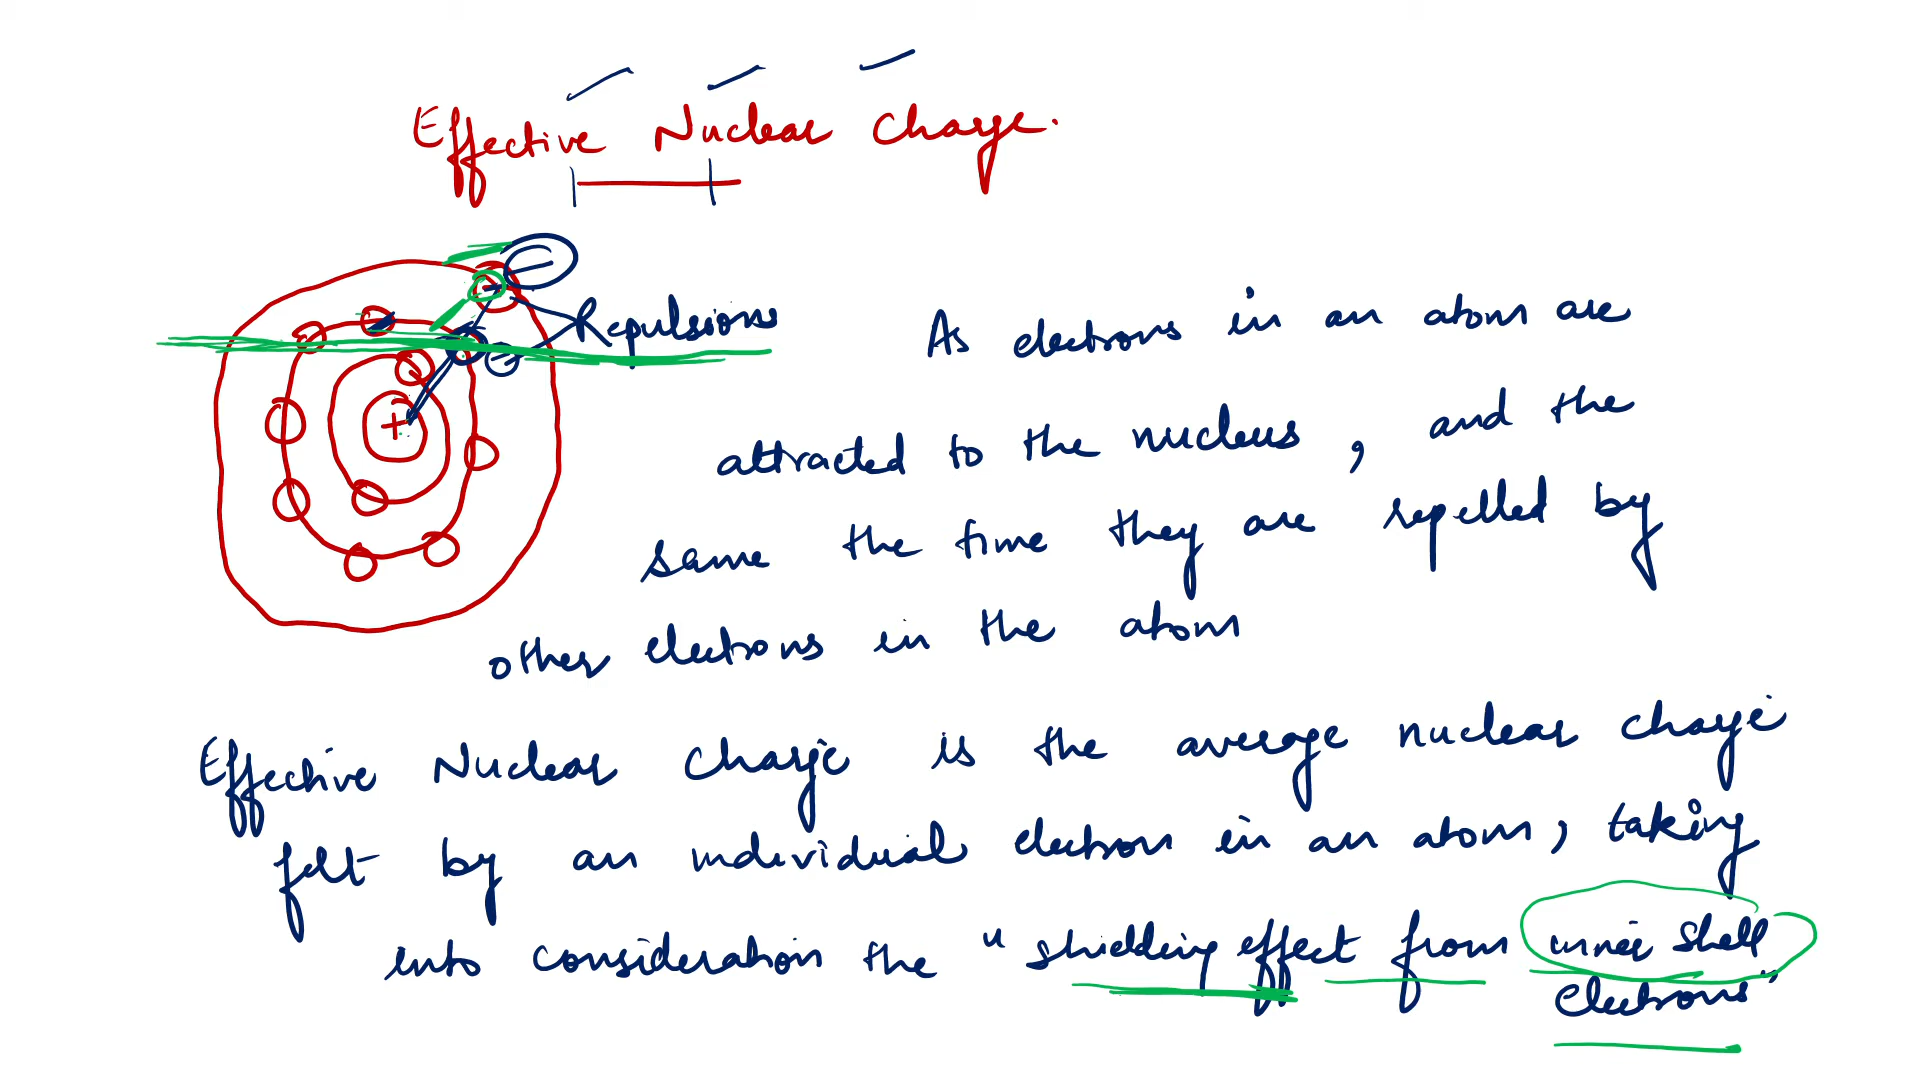 Effective Nuclear Charge.
Repulsions
As electrons in an atom are
attracted to the nucleus, and the
same the time they are repelled by
other electrons in the atom
Effective Nuclear Charge is the average nuclear charge
felt by an individual electron in an atom, taking
into consideration the "shielding effect from inner shell
electrons"